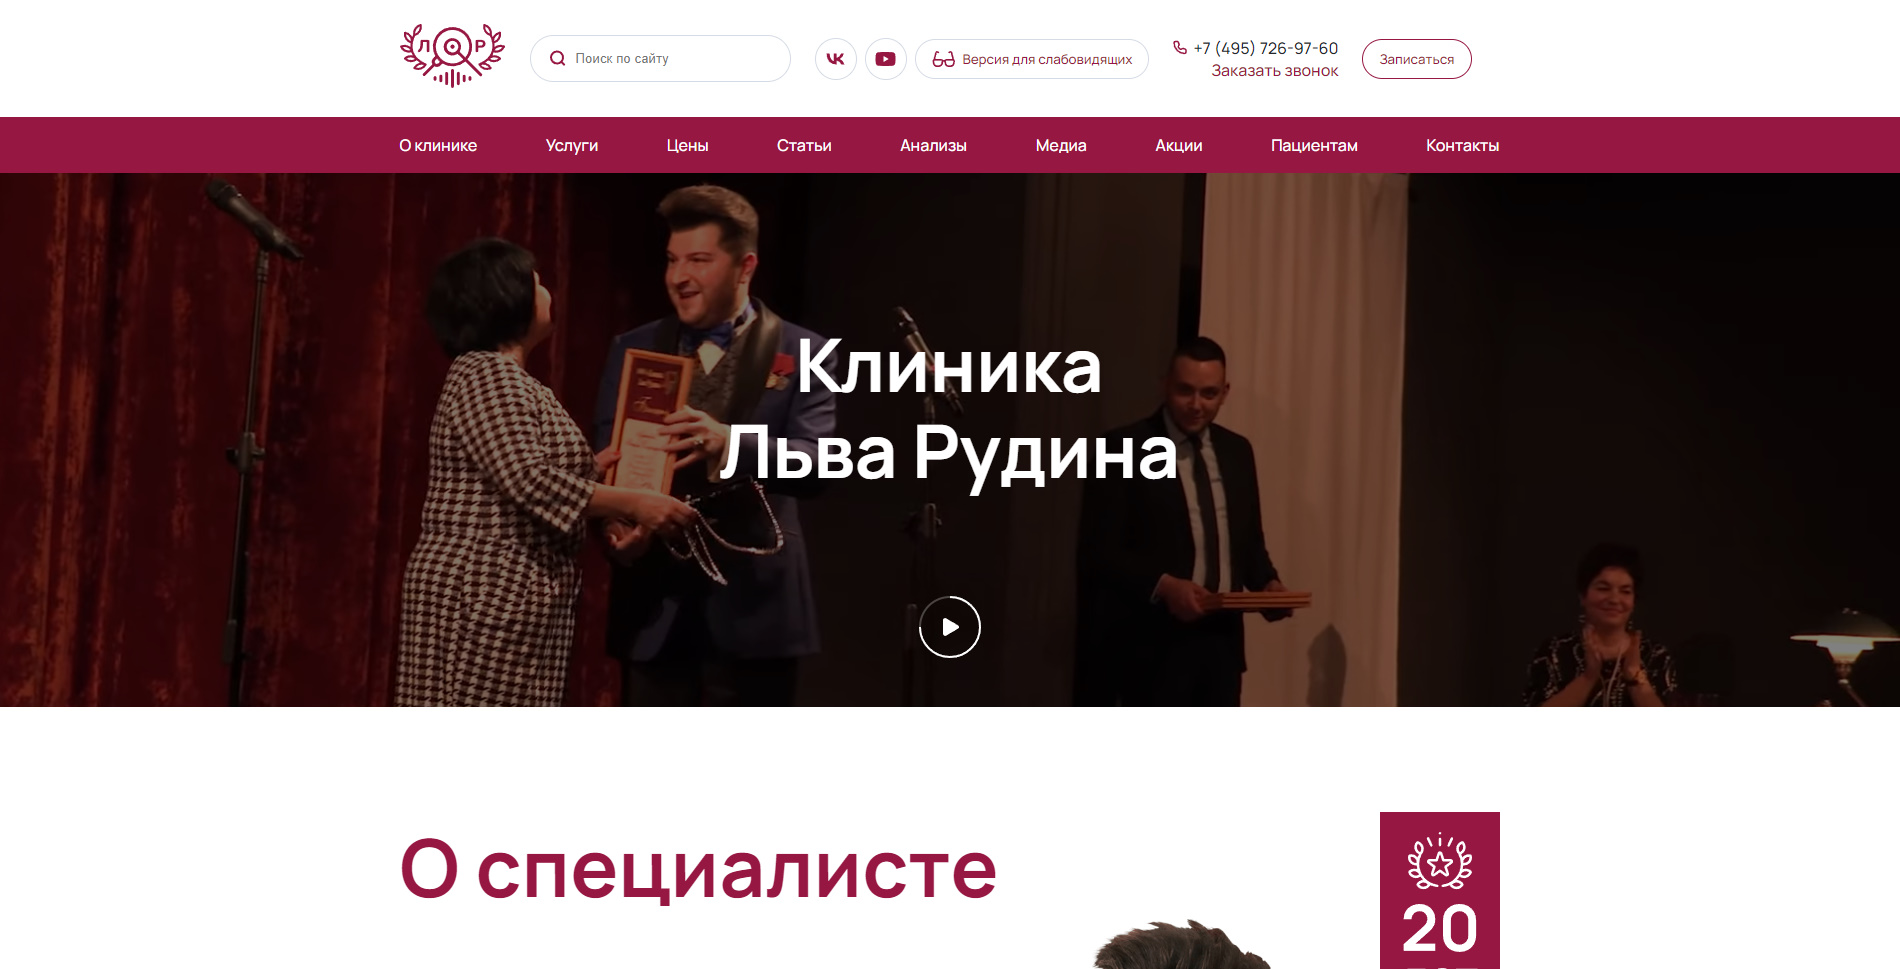 Л Р
Поиск по сайту
Версия для слабовидящих
+7 (495) 726-97-60
Заказать звонок
Записаться
О клинике
Услуги
Цены
Статьи
Анализы
Медиа
Акции
Пациентам
Контакты
Клиника
Льва Рудина
О специалисте
20